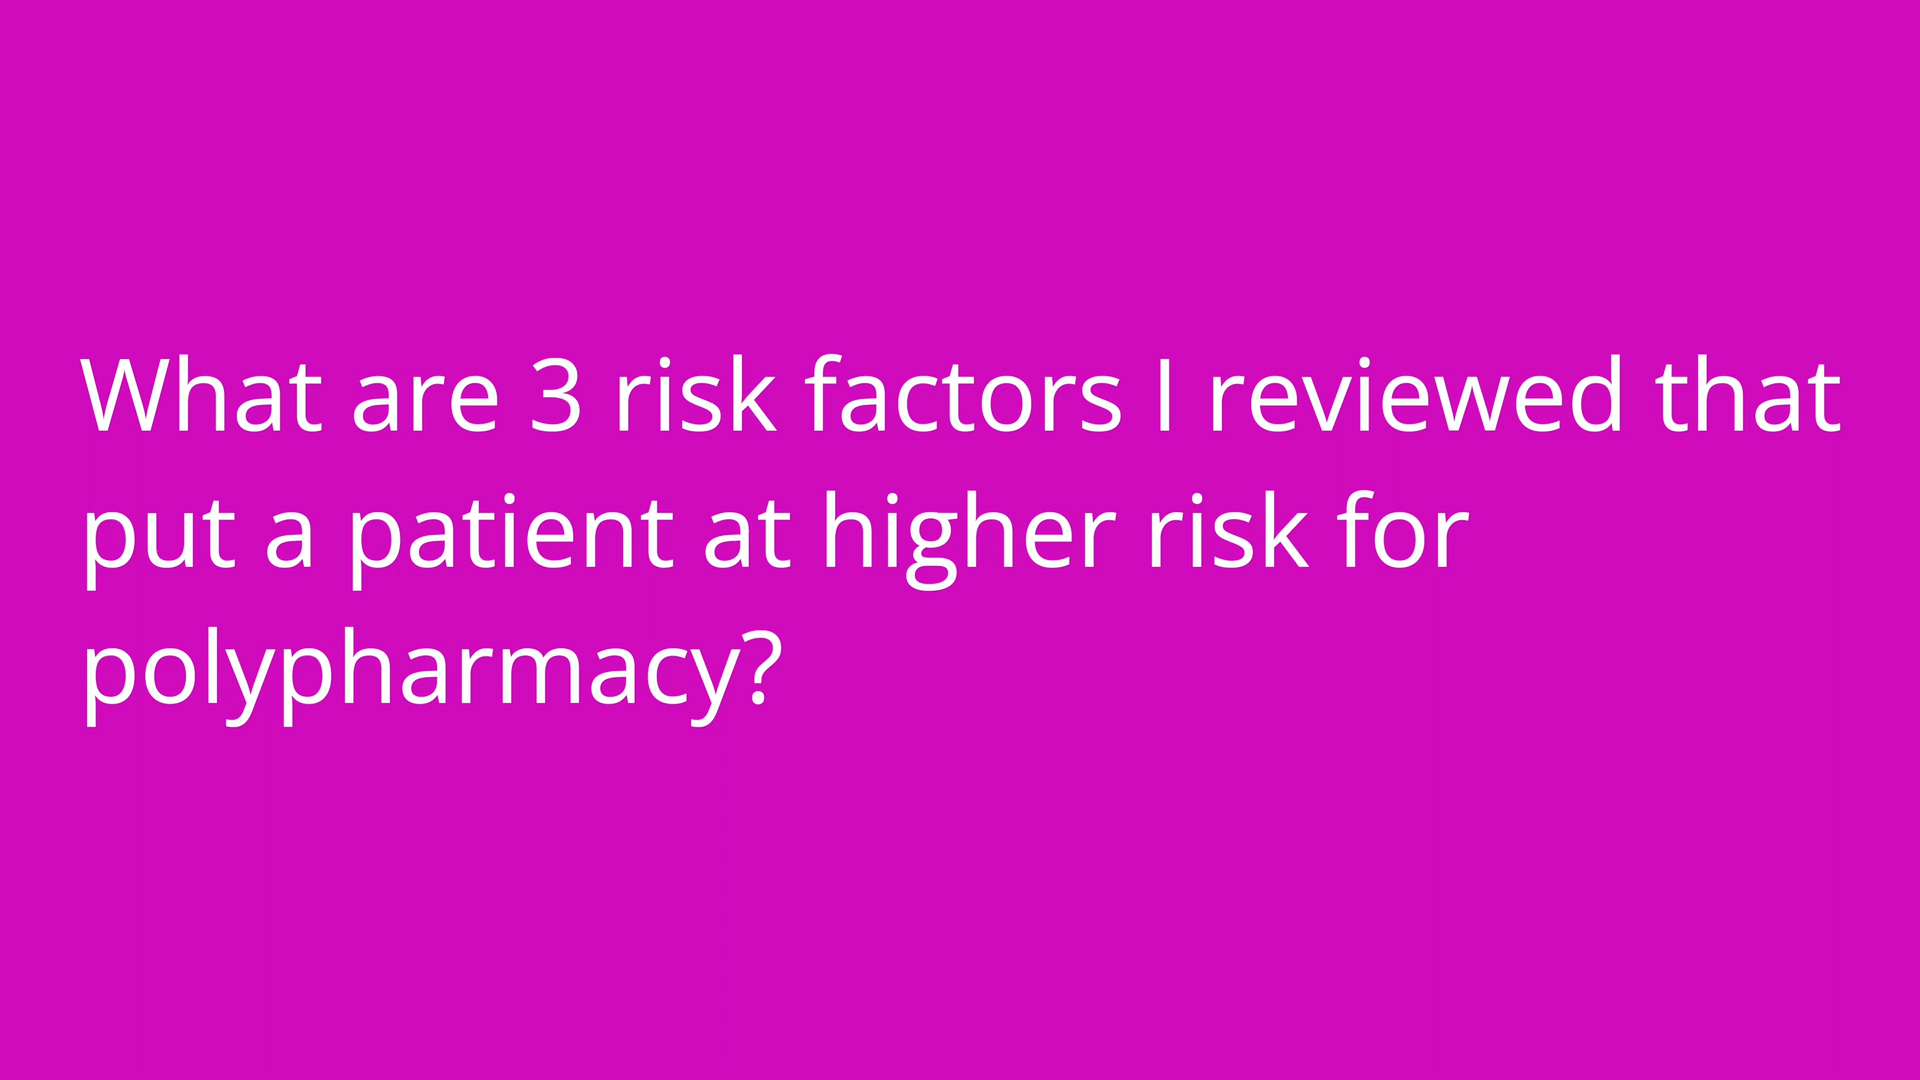 What are 3 risk factors I reviewed that
put a patient at higher risk for
polypharmacy?